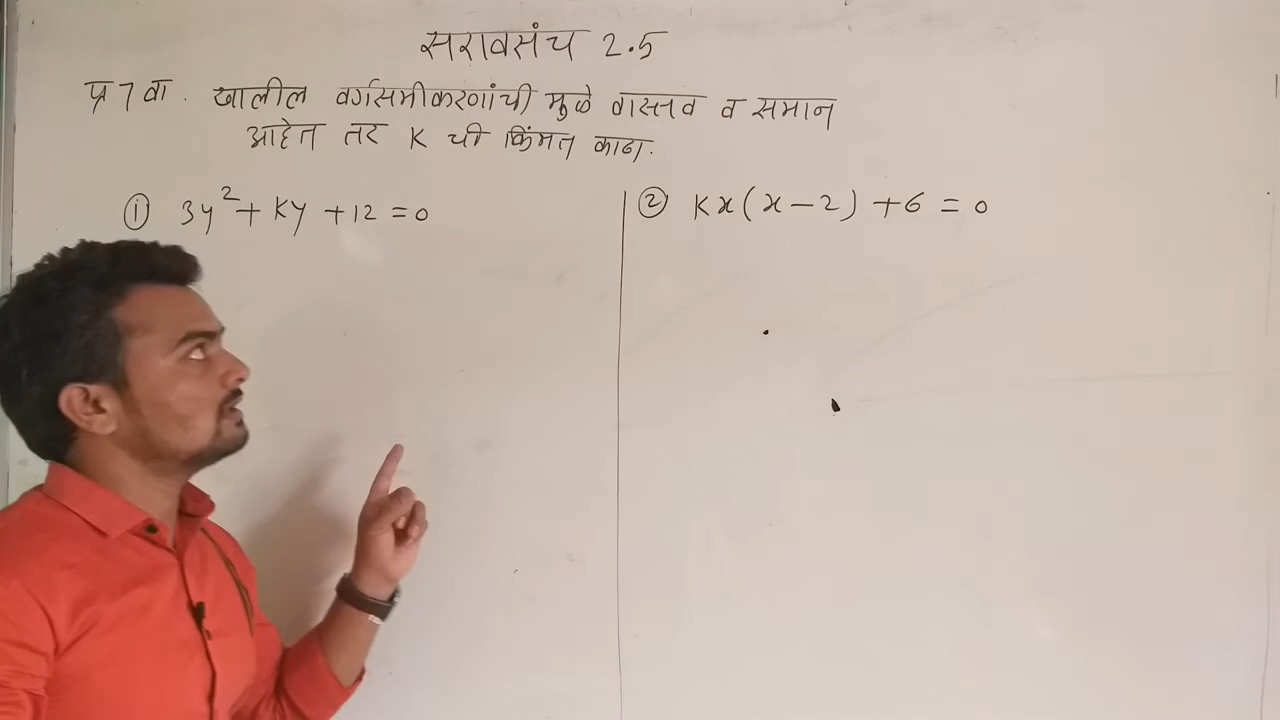 सरावसंच 2.5
प्र 7 वा. खालील वर्गसमीकरणांची मुळे वास्तव व समान
आहेत तर K ची किंमत काढा.
① 3y² + Ky + 12 = 0
② Kx(x - 2) + 6 = 0